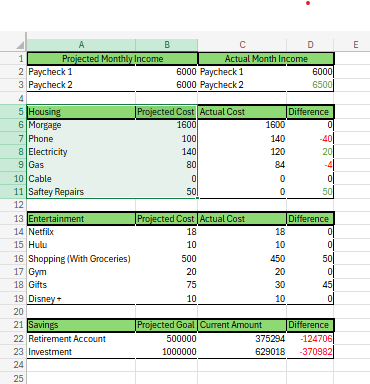 A B C D E
1 Projected Monthly Income Actual Month Income
2 Paycheck 1 6000 Paycheck 1 6000
3 Paycheck 2 6000 Paycheck 2 6500
4
5 Housing Projected Cost Actual Cost Difference
6 Morgage 1600 1600 0
7 Phone 100 140 -40
8 Electricity 140 120 20
9 Gas 80 84 -4
10 Cable 0 0 0
11 Saftey Repairs 50 0 50
12
13 Entertainment Projected Cost Actual Cost Difference
14 Netfilx 18 18 0
15 Hulu 10 10 0
16 Shopping (With Groceries) 500 450 50
17 Gym 20 20 0
18 Gifts 75 30 45
19 Disney + 10 10 0
20
21 Savings Projected Goal Current Amount Difference
22 Retirement Account 500000 375294 -124706
23 Investment 1000000 629018 -370982
24
25